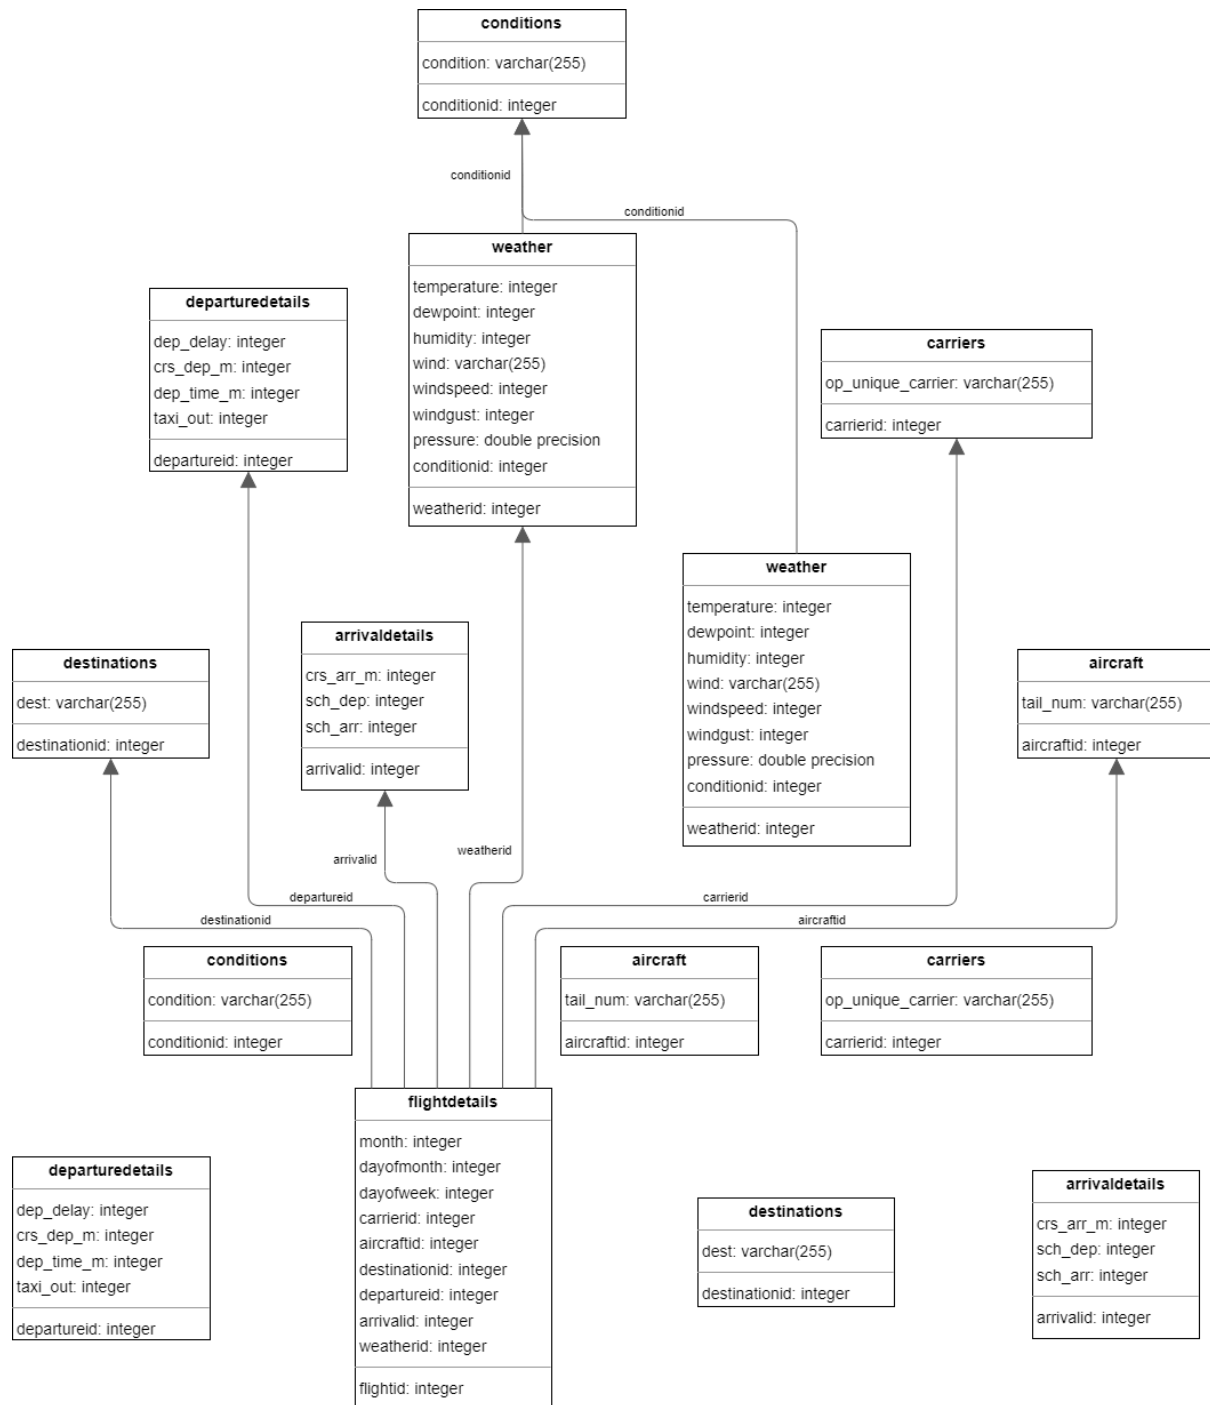 conditions
condition: varchar(255)
conditionid: integer
conditionid
conditionid
weather
temperature: integer
dewpoint: integer
humidity: integer
wind: varchar(255)
windspeed: integer
windgust: integer
pressure: double precision
conditionid: integer
weatherid: integer
departuredetails
dep_delay: integer
crs_dep_m: integer
dep_time_m: integer
taxi_out: integer
departureid: integer
carriers
op_unique_carrier: varchar(255)
carrierid: integer
weather
temperature: integer
dewpoint: integer
humidity: integer
wind: varchar(255)
windspeed: integer
windgust: integer
pressure: double precision
conditionid: integer
weatherid: integer
arrivaldetails
crs_arr_m: integer
sch_dep: integer
sch_arr: integer
arrivalid: integer
destinations
dest: varchar(255)
destinationid: integer
aircraft
tail_num: varchar(255)
aircraftid: integer
weatherid
arrivalid
departureid
carrierid
destinationid
aircraftid
conditions
condition: varchar(255)
conditionid: integer
aircraft
tail_num: varchar(255)
aircraftid: integer
carriers
op_unique_carrier: varchar(255)
carrierid: integer
flightdetails
month: integer
dayofmonth: integer
dayofweek: integer
carrierid: integer
aircraftid: integer
destinationid: integer
departureid: integer
arrivalid: integer
weatherid: integer
flightid: integer
departuredetails
dep_delay: integer
crs_dep_m: integer
dep_time_m: integer
taxi_out: integer
departureid: integer
destinations
dest: varchar(255)
destinationid: integer
arrivaldetails
crs_arr_m: integer
sch_dep: integer
sch_arr: integer
arrivalid: integer